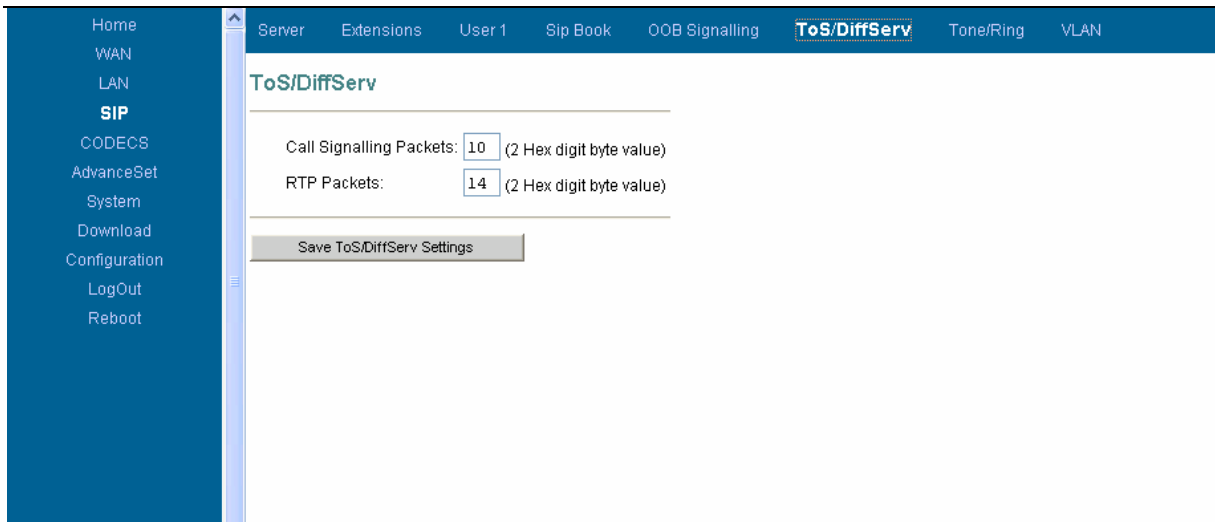 Home
WAN
LAN
SIP
CODECS
AdvanceSet
System
Download
Configuration
LogOut
Reboot
Server Extensions User 1 Sip Book OOB Signalling ToS/DiffServ Tone/Ring VLAN
ToS/DiffServ
Call Signalling Packets: 10 (2 Hex digit byte value)
RTP Packets: 14 (2 Hex digit byte value)
Save ToS/DiffServ Settings